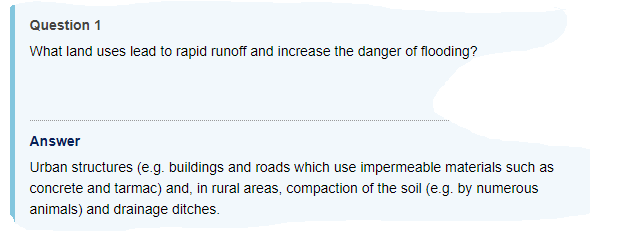 Question 1
What land uses lead to rapid runoff and increase the danger of flooding?
Answer
Urban structures (e.g. buildings and roads which use impermeable materials such as
concrete and tarmac) and, in rural areas, compaction of the soil (e.g. by numerous
animals) and drainage ditches.